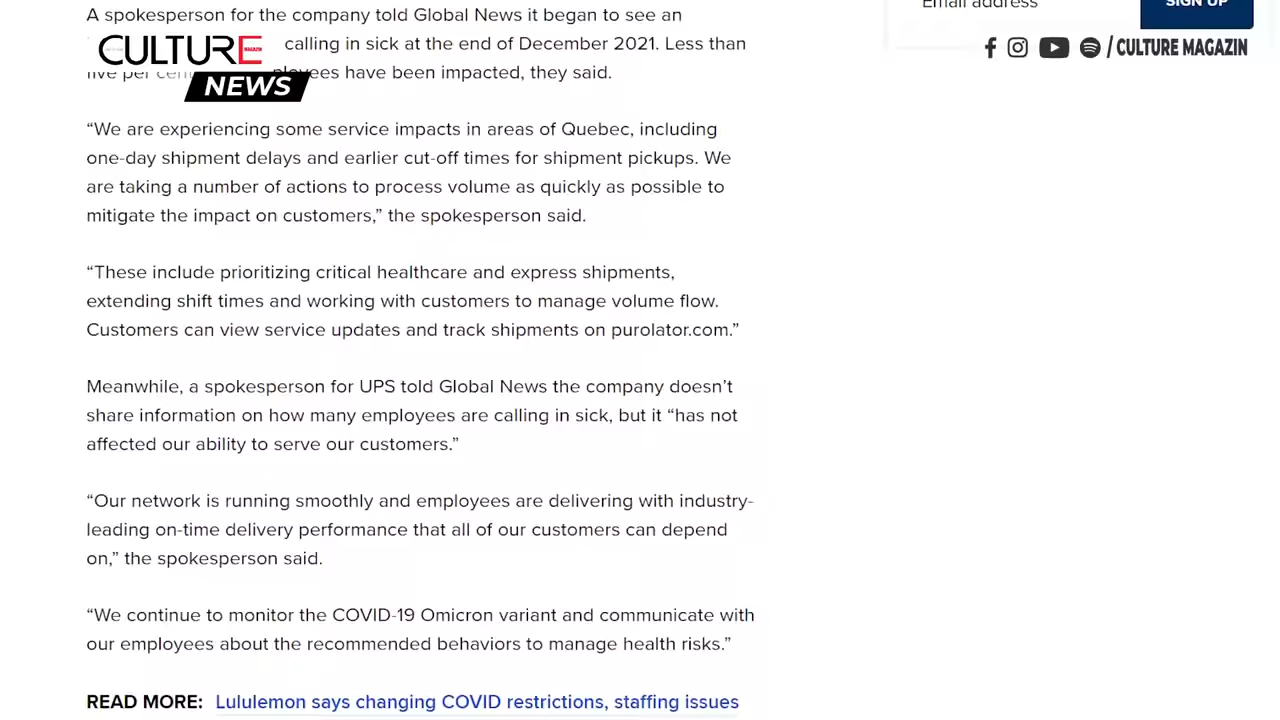 A spokesperson for the company told Global News it began to see an
calling in sick at the end of December 2021. Less than
five per cent ployees have been impacted, they said.
CULTURE MAGAZIN
NEWS
“We are experiencing some service impacts in areas of Quebec, including
one-day shipment delays and earlier cut-off times for shipment pickups. We
are taking a number of actions to process volume as quickly as possible to
mitigate the impact on customers,” the spokesperson said.
“These include prioritizing critical healthcare and express shipments,
extending shift times and working with customers to manage volume flow.
Customers can view service updates and track shipments on purolator.com.”
Meanwhile, a spokesperson for UPS told Global News the company doesn’t
share information on how many employees are calling in sick, but it “has not
affected our ability to serve our customers.”
“Our network is running smoothly and employees are delivering with industry-
leading on-time delivery performance that all of our customers can depend
on,” the spokesperson said.
“We continue to monitor the COVID-19 Omicron variant and communicate with
our employees about the recommended behaviors to manage health risks.”
READ MORE: Lululemon says changing COVID restrictions, staffing issues
Email address
SIGN UP
/ CULTURE MAGAZIN